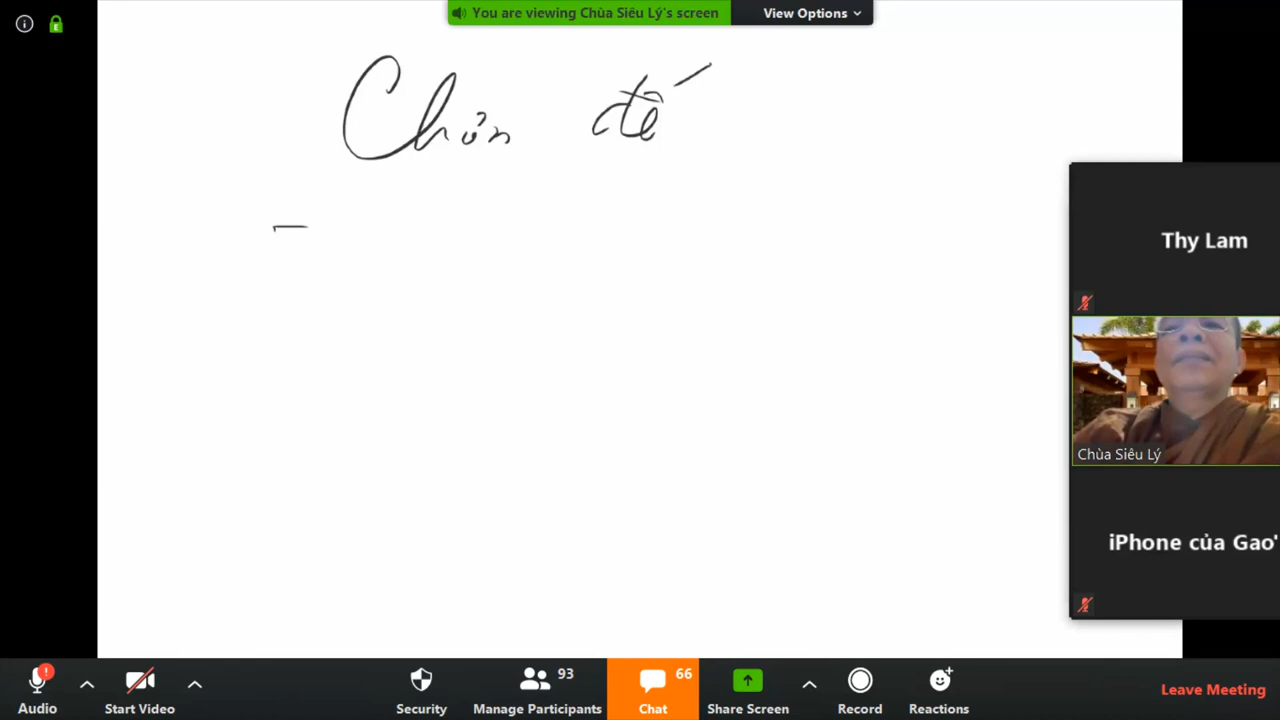 You are viewing Chùa Siêu Lý's screen
View Options
Chơn đế
Thy Lam
Chùa Siêu Lý
iPhone của Gao'
Audio
Start Video
Security
Manage Participants
93
Chat
66
Share Screen
Record
Reactions
Leave Meeting